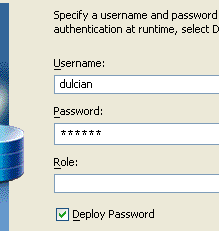 Specify a username and password
authentication at runtime, select D
Username:
dulcian
Password:
******
Role:
Deploy Password